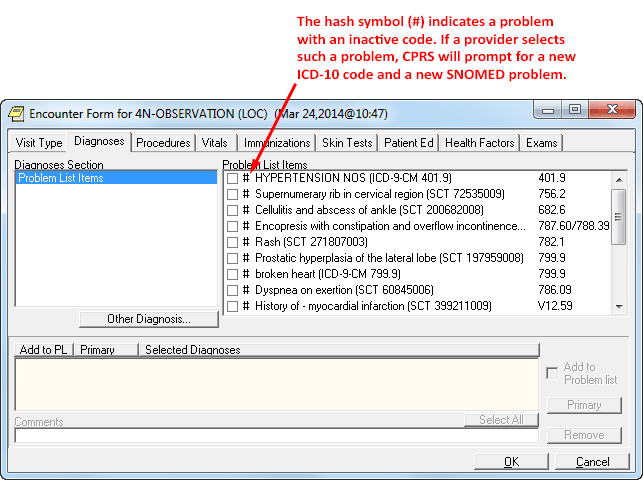 The hash symbol (#) indicates a problem
with an inactive code. If a provider selects
such a problem, CPRS will prompt for a new
ICD-10 code and a new SNOMED problem.
Encounter Form for 4N-OBSERVATION (LOC) (Mar 24,2014@10:47)
Visit Type Diagnoses Procedures Vitals Immunizations Skin Tests Patient Ed Health Factors Exams
Diagnoses Section Problem List Items
Problem List Items
# HYPERTENSION NOS (ICD-9-CM 401.9) 401.9
# Supernumerary rib in cervical region (SCT 72535009) 756.2
# Cellulitis and abscess of ankle (SCT 200682008) 682.6
# Encopresis with constipation and overflow incontinence... 787.60/788.39
# Rash (SCT 271807003) 782.1
# Prostatic hyperplasia of the lateral lobe (SCT 197959008) 799.9
# broken heart (ICD-9-CM 799.9) 799.9
# Dyspnea on exertion (SCT 60845006) 786.09
# History of - myocardial infarction (SCT 399211009) V12.59
Other Diagnosis...
Add to PL Primary Selected Diagnoses
Add to
Problem list
Primary
Comments Select All
Remove
OK Cancel